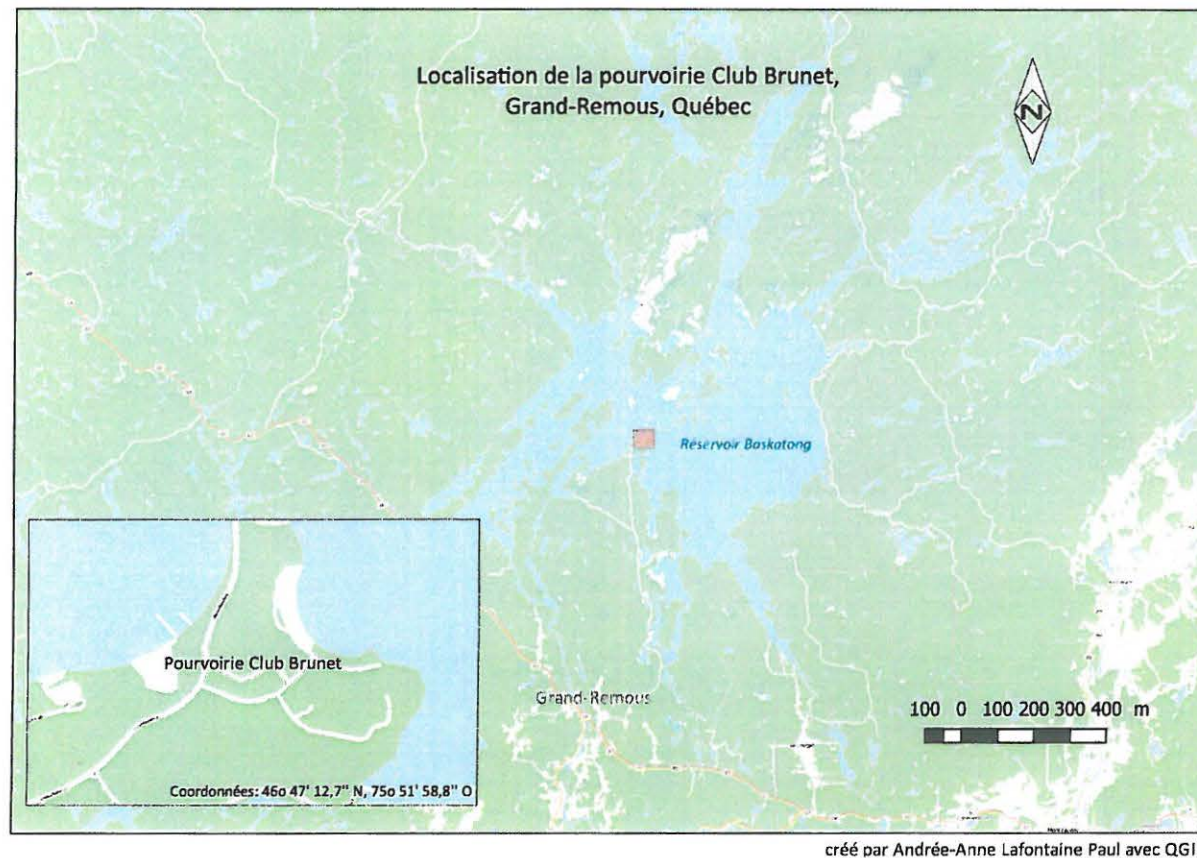 Localisation de la pourvoirie Club Brunet,
Grand-Remous, Québec
N
Réservoir Baskatong
Pourvoirie Club Brunet
Grand-Remous
100 0 100 200 300 400 m
Coordonnées: 46o 47' 12,7" N, 75o 51' 58,8" O
créé par Andrée-Anne Lafontaine Paul avec QGI